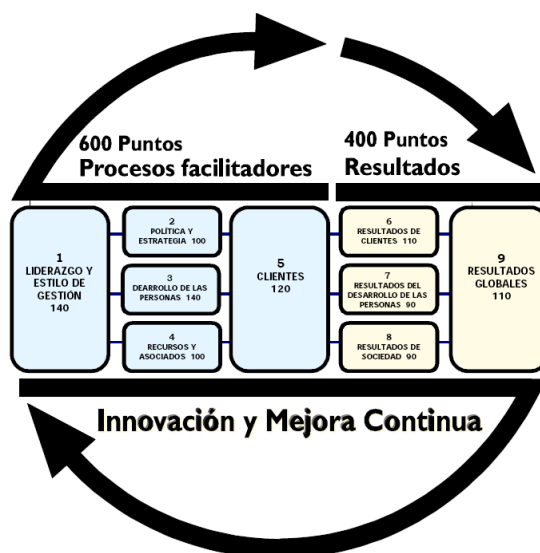 600 Puntos
Procesos facilitadores
400 Puntos
Resultados
1
LIDERAZGO Y
ESTILO DE
GESTIÓN
140
2
POLÍTICA Y
ESTRATEGIA 100
3
DEARROLLO DE LAS
PERSONAS 140
4
RECURSOS Y
ASOCIADOS 100
5
CLIENTES
120
6
RESULTADOS
DE CLIENTES 110
7
RESULTADOS DEL
DESARROLLO DE LAS
PERSONAS 90
8
RESULTADOS DE
SOCIEDAD 90
9
RESULTADOS
GLOBALES
110
Innovación y Mejora Continua